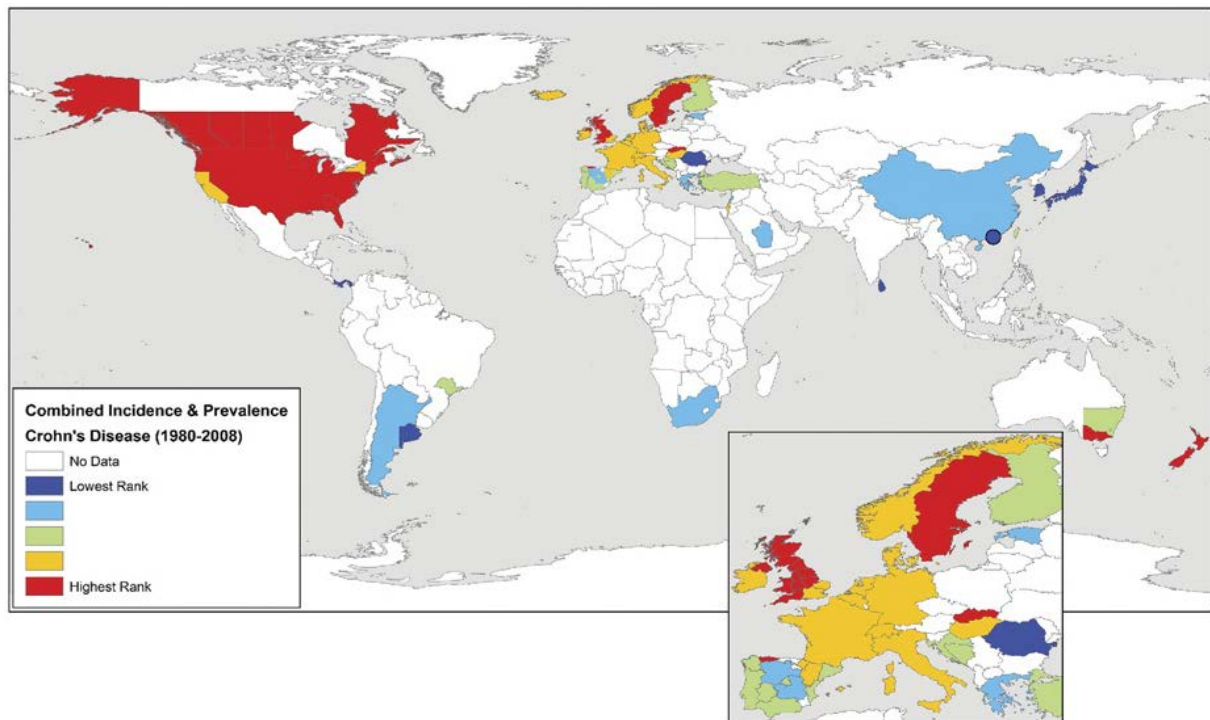 Combined Incidence & Prevalence
Crohn's Disease (1980-2008)
No Data
Lowest Rank
Highest Rank